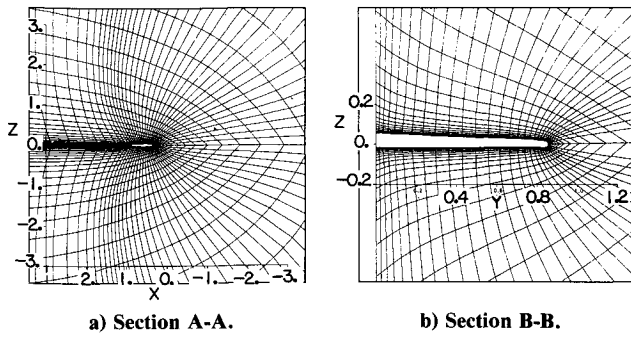 3.
2.
1.
Z
0.
-1.
-2.
-3.
2. 1. 0. -1. -2. -3.
X
a) Section A-A.
0.2
Z
0.
-0.2
0.4 0.8 1.2
Y
b) Section B-B.